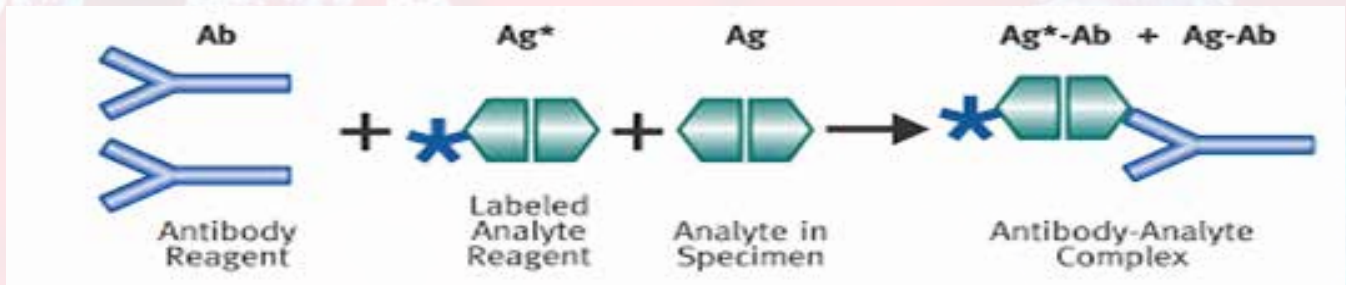 Ab
Ag*
Ag
Ag*-Ab + Ag-Ab
+
+
Antibody
Reagent
Labeled
Analyte
Reagent
Analyte in
Specimen
Antibody-Analyte
Complex